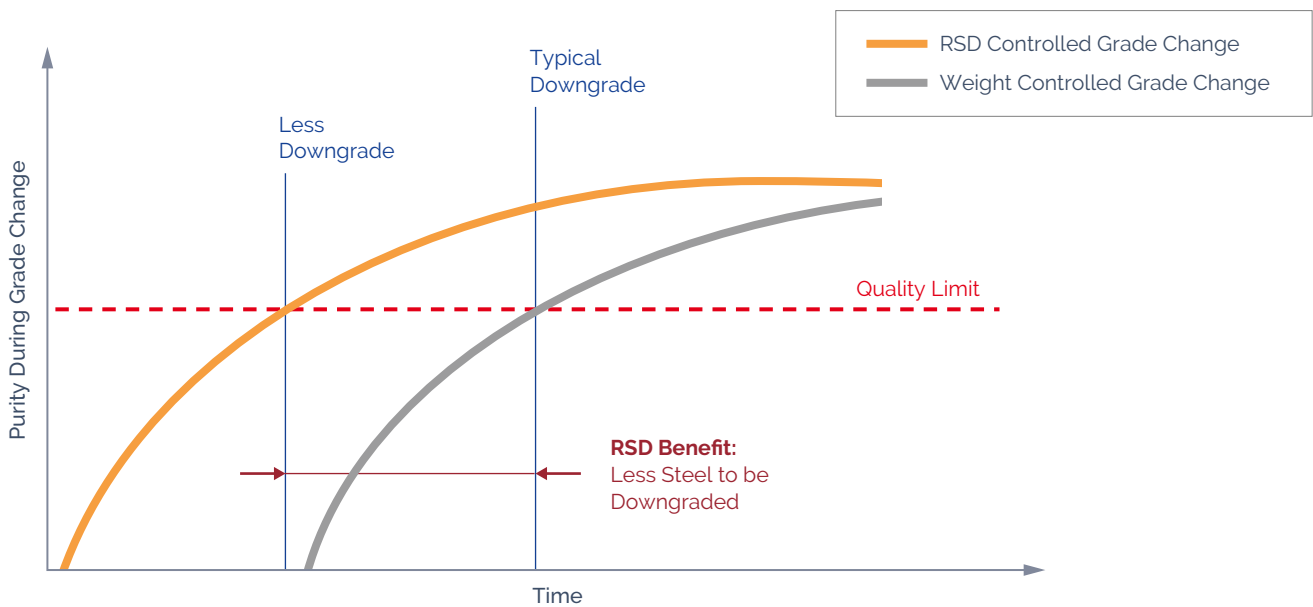 RSD Controlled Grade Change
Weight Controlled Grade Change
Typical
Downgrade
Less
Downgrade
Purity During Grade Change
Quality Limit
RSD Benefit:
Less Steel to be
Downgraded
Time